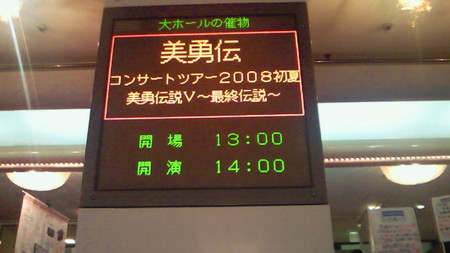 大ホールの催物
美勇伝
コンサートツアー2008初夏
美勇伝説Ⅴ～最終伝説～
開場 13:00
開演 14:00